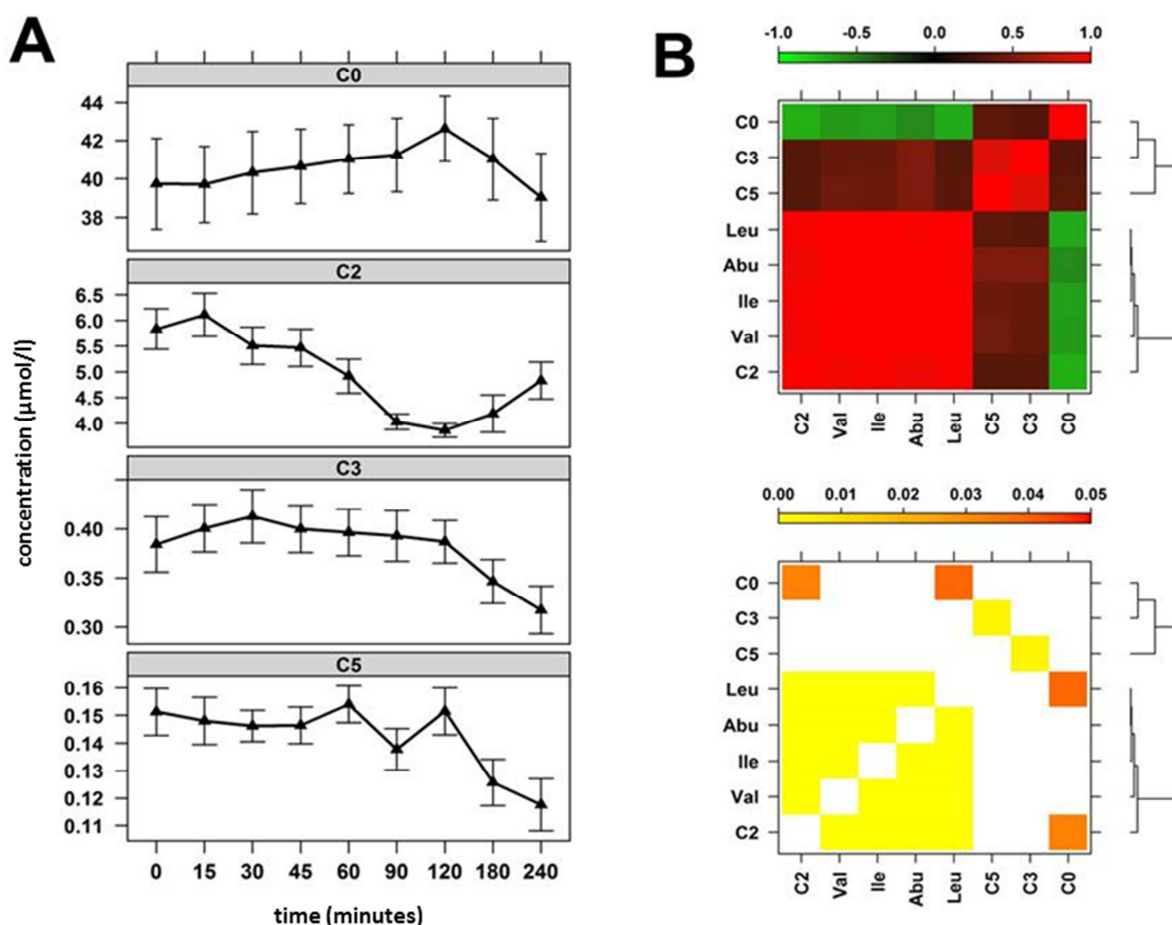 A
concentration (µmol/l)
C0
44
42
40
38
C2
6.5
6.0
5.5
5.0
4.5
4.0
C3
0.40
0.35
0.30
C5
0.16
0.15
0.14
0.13
0.12
0.11
0 15 30 45 60 90 120 180 240
time (minutes)
B
-1.0 -0.5 0.0 0.5 1.0
C0
C3
C5
Leu
Abu
Ile
Val
C2
C2 Val Ile Abu Leu C5 C3 C0
0.00 0.01 0.02 0.03 0.04 0.05
C0
C3
C5
Leu
Abu
Ile
Val
C2
C2 Val Ile Abu Leu C5 C3 C0